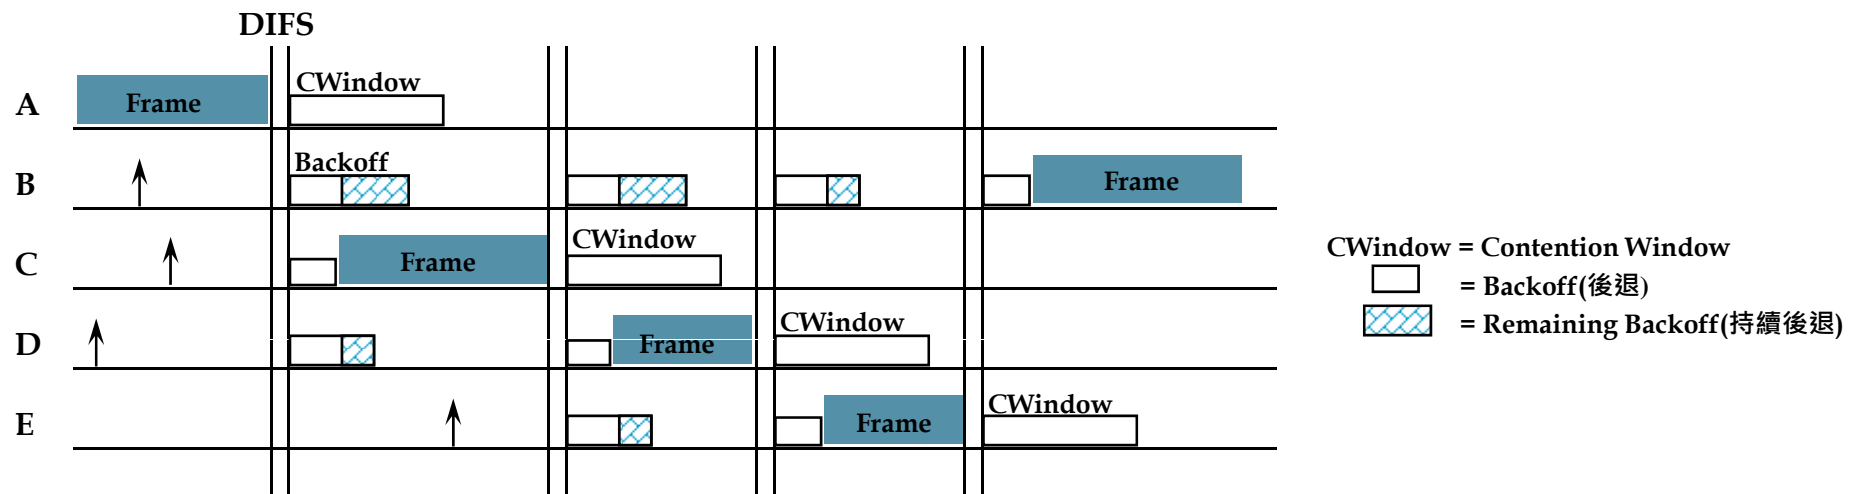 DIFS
A
Frame
CWindow
B
Backoff
Frame
C
Frame
CWindow
D
Frame
CWindow
E
Frame
CWindow
CWindow = Contention Window
= Backoff(後退)
= Remaining Backoff(持續後退)